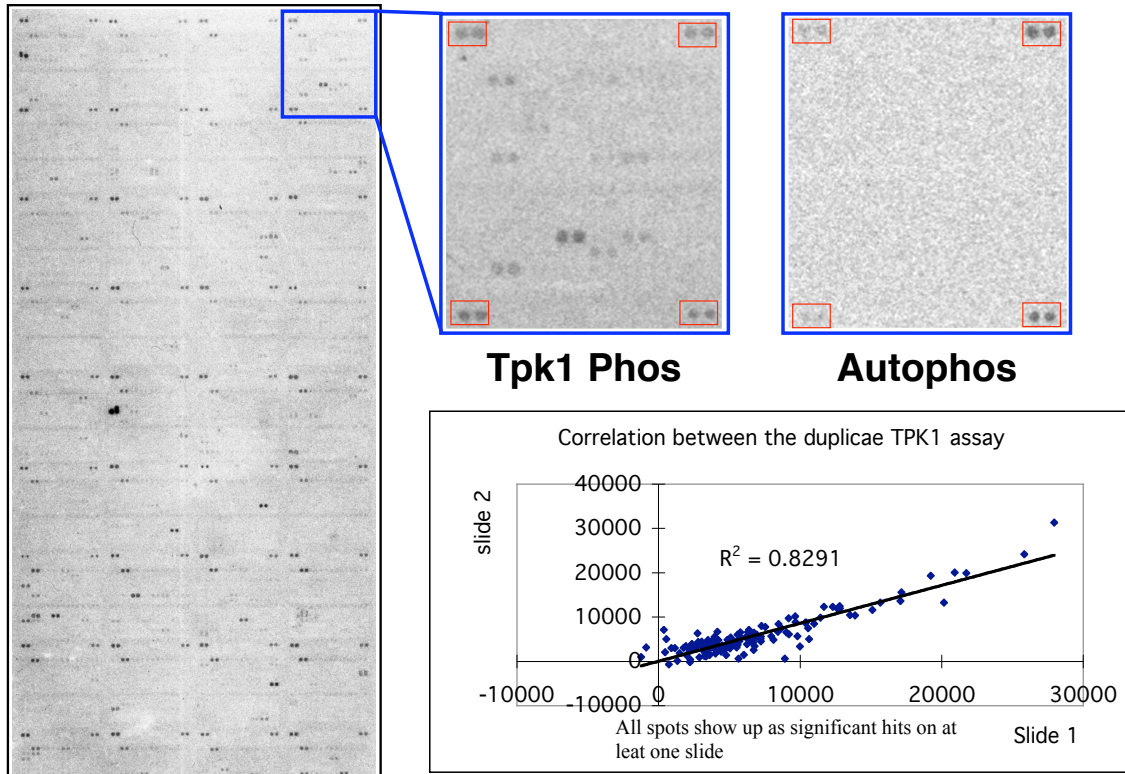 Tpk1 Phos
Autophos
Correlation between the duplicae TPK1 assay
slide 2
40000
30000
20000
10000
0
-10000
R² = 0.8291
-10000
0
10000
20000
30000
All spots show up as significant hits on at
leat one slide
Slide 1